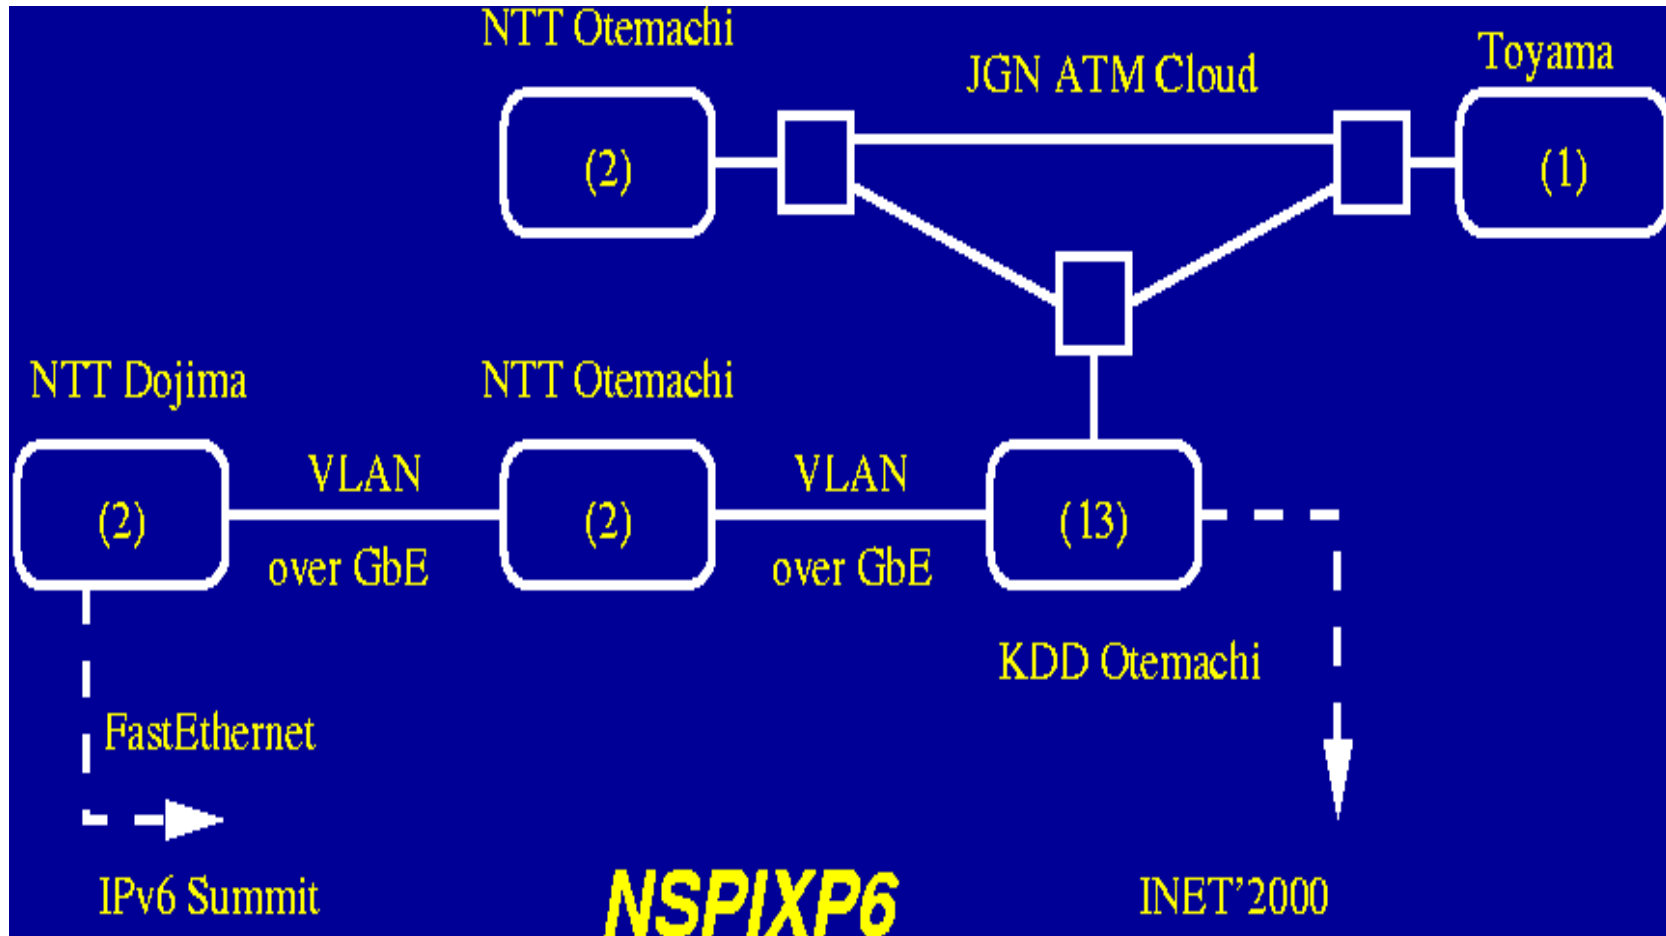 NTT Otemachi
JGN ATM Cloud
Toyama
(2)
(1)
NTT Dojima
NTT Otemachi
VLAN
VLAN
(2)
(2)
(13)
over GbE
over GbE
KDD Otemachi
FastEthernet
IPv6 Summit
NSPIXP6
INET'2000